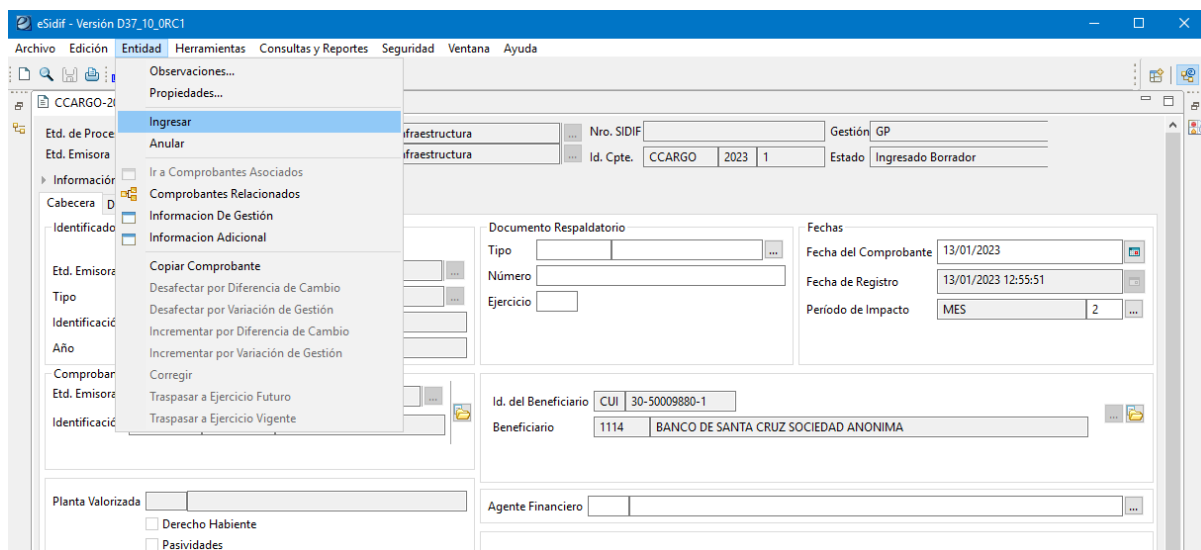 eSidif - Versión D37_10_0RC1
Archivo Edición Entidad Herramientas Consultas y Reportes Seguridad Ventana Ayuda
Observaciones...
Propiedades...
Ingresar
Anular
Ir a Comprobantes Asociados
Comprobantes Relacionados
Informacion De Gestión
Informacion Adicional
Copiar Comprobante
Desafectar por Diferencia de Cambio
Desafectar por Variación de Gestión
Incrementar por Diferencia de Cambio
Incrementar por Variación de Gestión
Corregir
Traspasar a Ejercicio Futuro
Traspasar a Ejercicio Vigente
CCARGO-20
Etd. de Proce nfraestructura Nro. SIDIF Gestión GP
Etd. Emisora nfraestructura Id. Cpte. CCARGO 2023 1 Estado Ingresado Borrador
Información
Cabecera D
Identificado
Etd. Emisora
Tipo
Identificació
Año
Documento Respaldatorio
Tipo
Número
Ejercicio
Fechas
Fecha del Comprobante 13/01/2023
Fecha de Registro 13/01/2023 12:55:51
Período de Impacto MES 2
Comproban
Etd. Emisora
Identificació
Id. del Beneficiario CUI 30-50009880-1
Beneficiario 1114 BANCO DE SANTA CRUZ SOCIEDAD ANONIMA
Planta Valorizada
Derecho Habiente
Pasividades
Agente Financiero